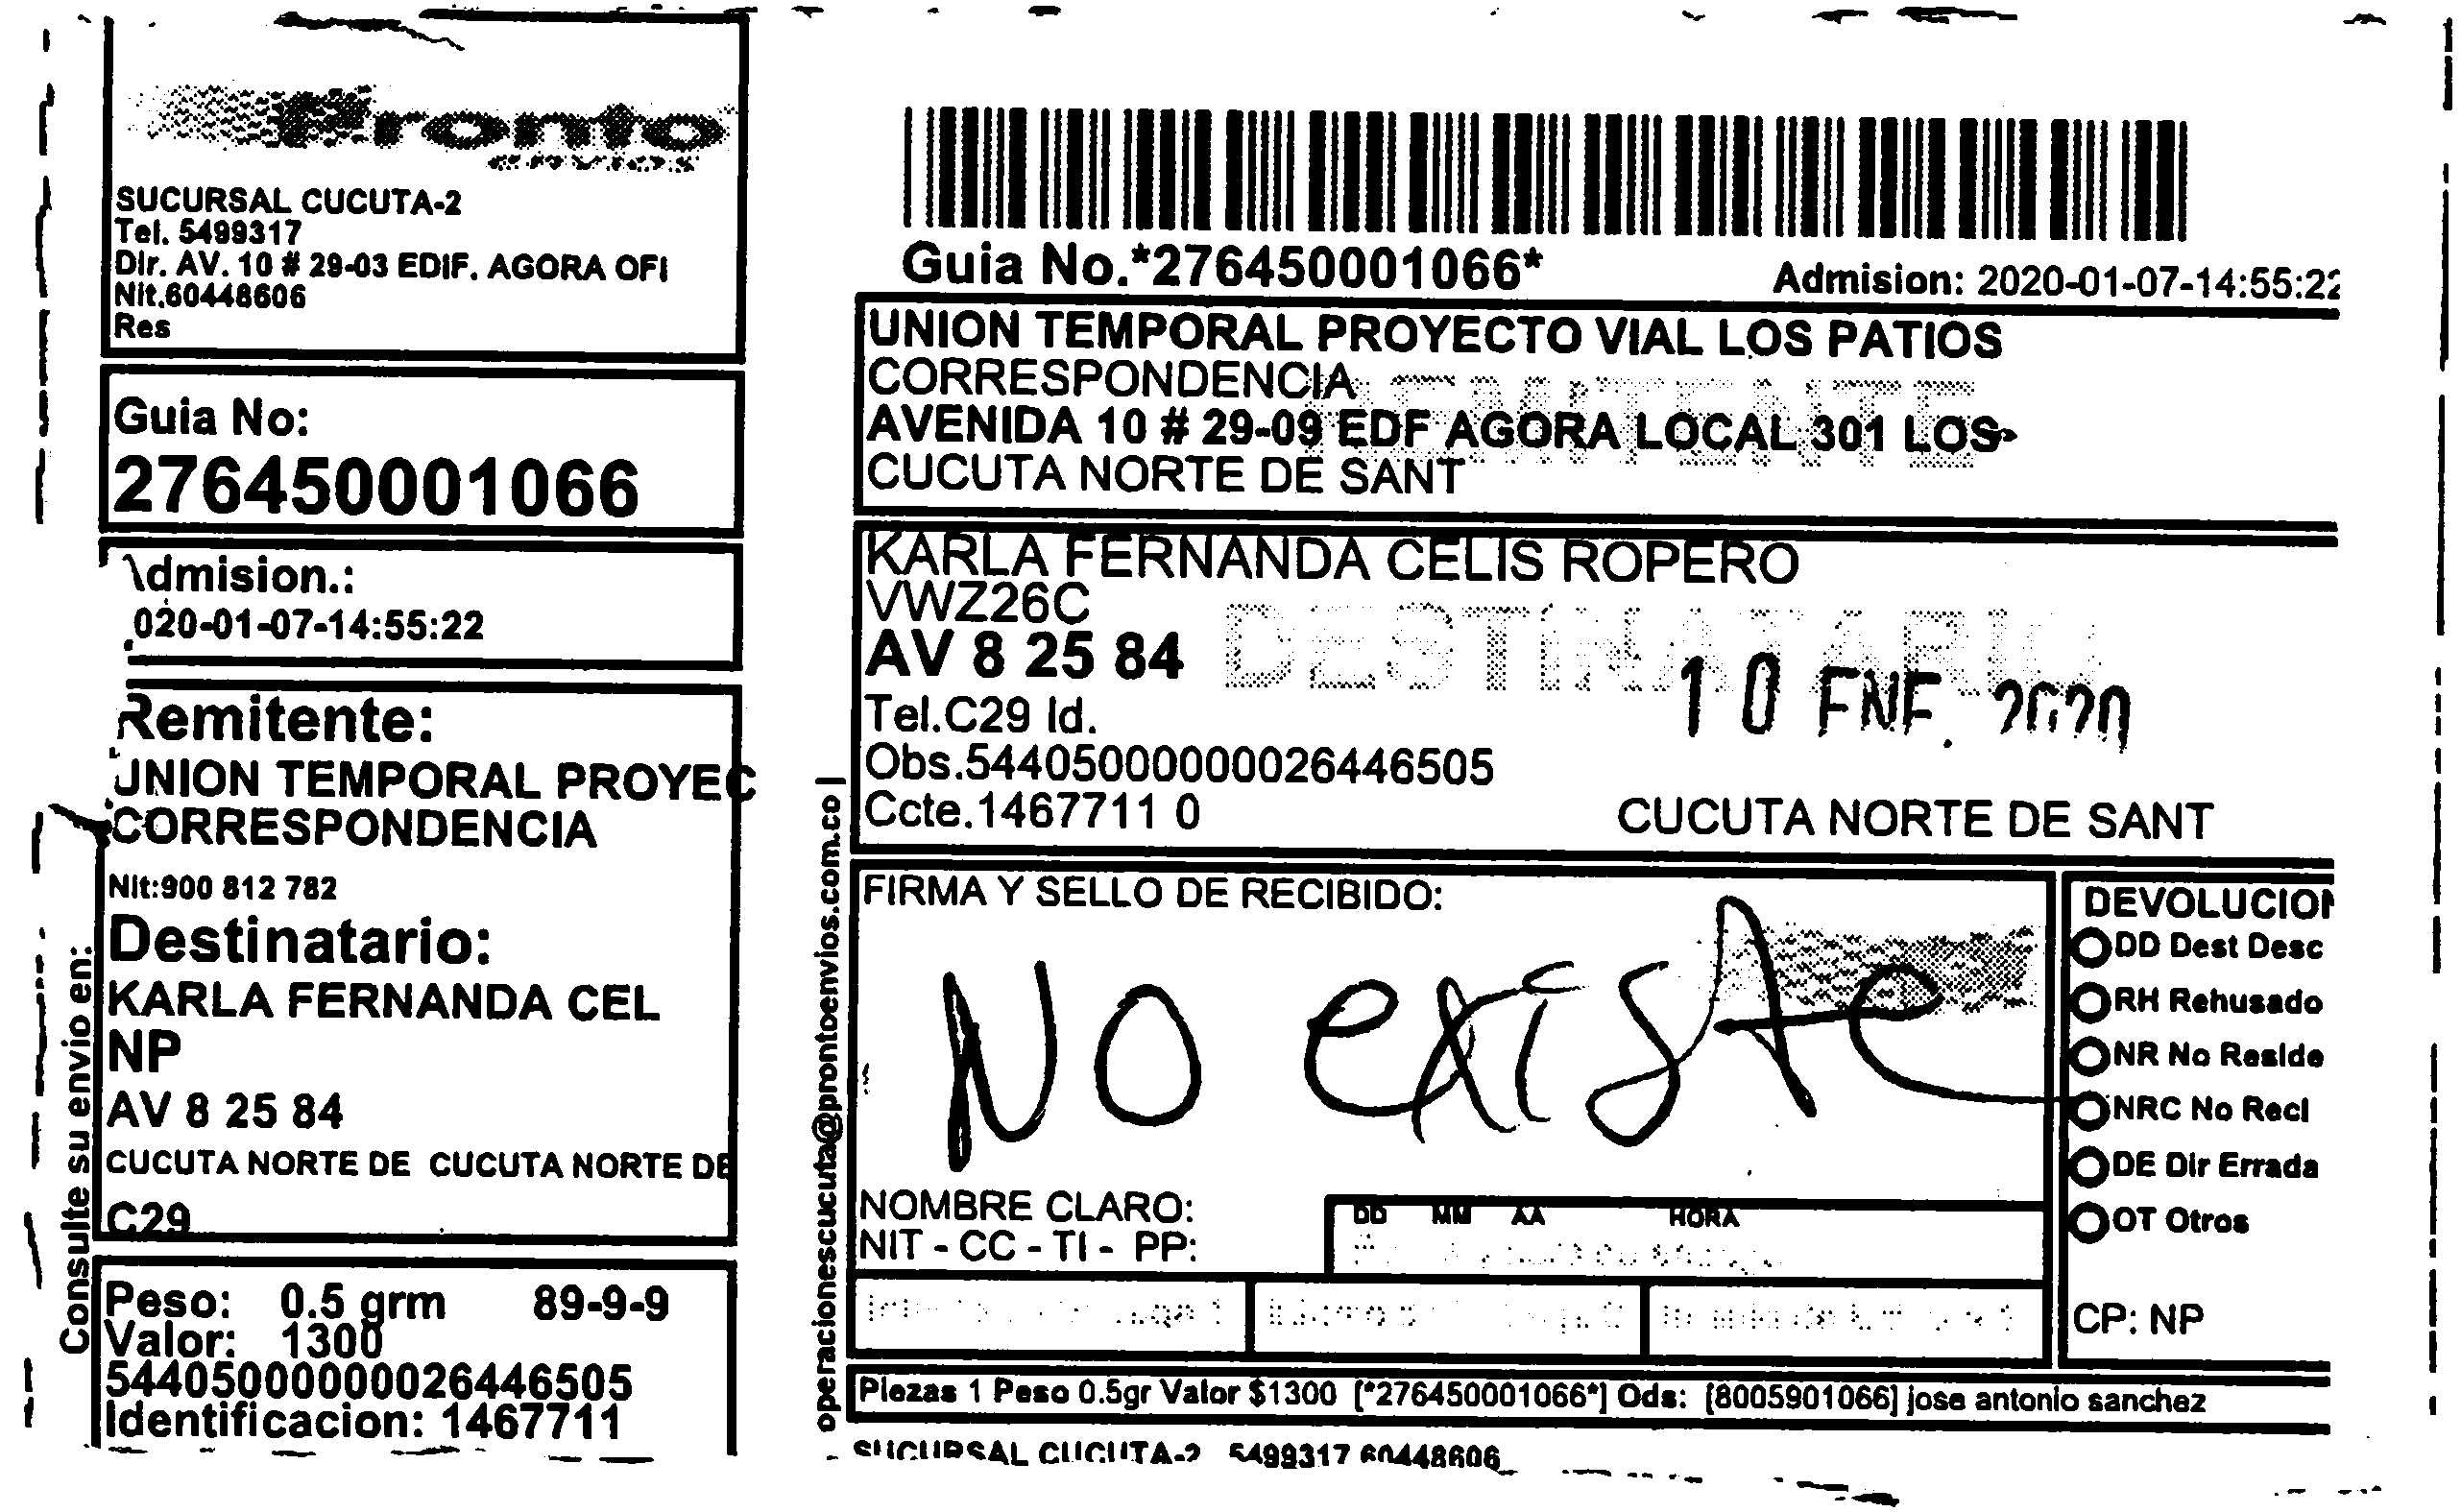 Pronto
ENVIOS
SUCURSAL CUCUTA-2
Tel. 5499317
Dir. AV. 10 # 29-03 EDIF. AGORA OFI
Nit.60448606
Res
Guia No:
276450001066
Admision.:
020-01-07-14:55:22
Remitente:
UNION TEMPORAL PROYEC
CORRESPONDENCIA
Nit:900 812 782
Destinatario:
KARLA FERNANDA CEL
NP
AV 8 25 84
CUCUTA NORTE DE CUCUTA NORTE DE
C29
Peso: 0.5 grm 89-9-9
Valor: 1300
544050000000026446505
Identificacion: 1467711
Consulte su envio en:
operacionescucuta@prontoenvios.com.co |
Guia No.*276450001066*
Admision: 2020-01-07-14:55:22
UNION TEMPORAL PROYECTO VIAL LOS PATIOS
CORRESPONDENCIA
REMITENTE
AVENIDA 10 # 29-09 EDF AGORA LOCAL 301 LOS
CUCUTA NORTE DE SANT
KARLA FERNANDA CELIS ROPERO
VWZ26C
DESTINATARIO
AV 8 25 84
10 ENE. 2020
Tel.C29 Id.
Obs.544050000000026446505
Ccte.1467711 0
CUCUTA NORTE DE SANT
FIRMA Y SELLO DE RECIBIDO:
No existe
NOMBRE CLARO:
NIT - CC - TI - PP:
DD MM AA HORA
DEVOLUCION
DD Dest Desc
RH Rehusado
NR No Reside
NRC No Recl
DE Dir Errada
OT Otros
CP: NP
Piezas 1 Peso 0.5gr Valor $1300 [*276450001066*] Ods: [8005901066] jose antonio sanchez
SUCURSAL CUCUTA-2 5499317 60448606